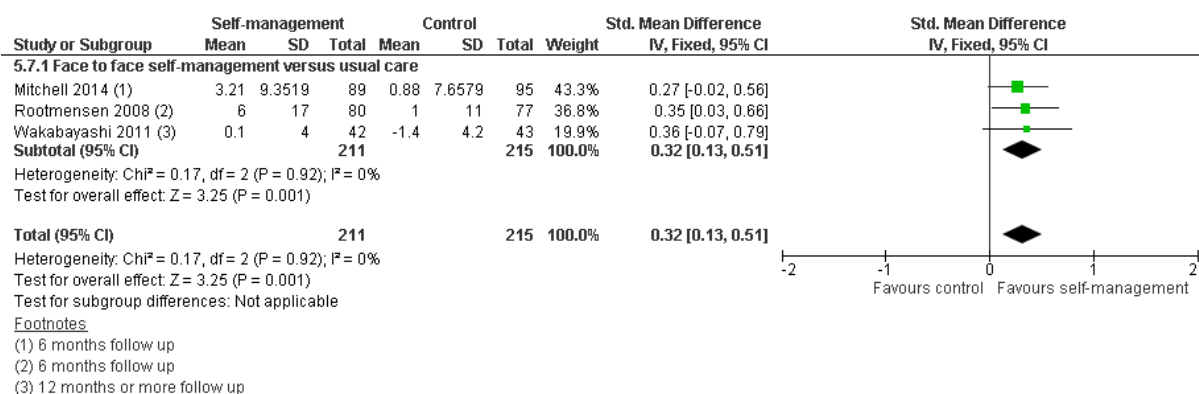 Self-management Control Std. Mean Difference Std. Mean Difference
Study or Subgroup Mean SD Total Mean SD Total Weight IV, Fixed, 95% CI IV, Fixed, 95% CI
5.7.1 Face to face self-management versus usual care
Mitchell 2014 (1) 3.21 9.3519 89 0.88 7.6579 95 43.3% 0.27 [-0.02, 0.56]
Rootmensen 2008 (2) 6 17 80 1 11 77 36.8% 0.35 [0.03, 0.66]
Wakabayashi 2011 (3) 0.1 4 42 -1.4 4.2 43 19.9% 0.36 [-0.07, 0.79]
Subtotal (95% CI) 211 215 100.0% 0.32 [0.13, 0.51]
Heterogeneity: Chi² = 0.17, df = 2 (P = 0.92); I² = 0%
Test for overall effect: Z = 3.25 (P = 0.001)
Total (95% CI) 211 215 100.0% 0.32 [0.13, 0.51]
Heterogeneity: Chi² = 0.17, df = 2 (P = 0.92); I² = 0%
Test for overall effect: Z = 3.25 (P = 0.001)
Test for subgroup differences: Not applicable
-2 -1 0 1 2
Favours control Favours self-management
Footnotes
(1) 6 months follow up
(2) 6 months follow up
(3) 12 months or more follow up